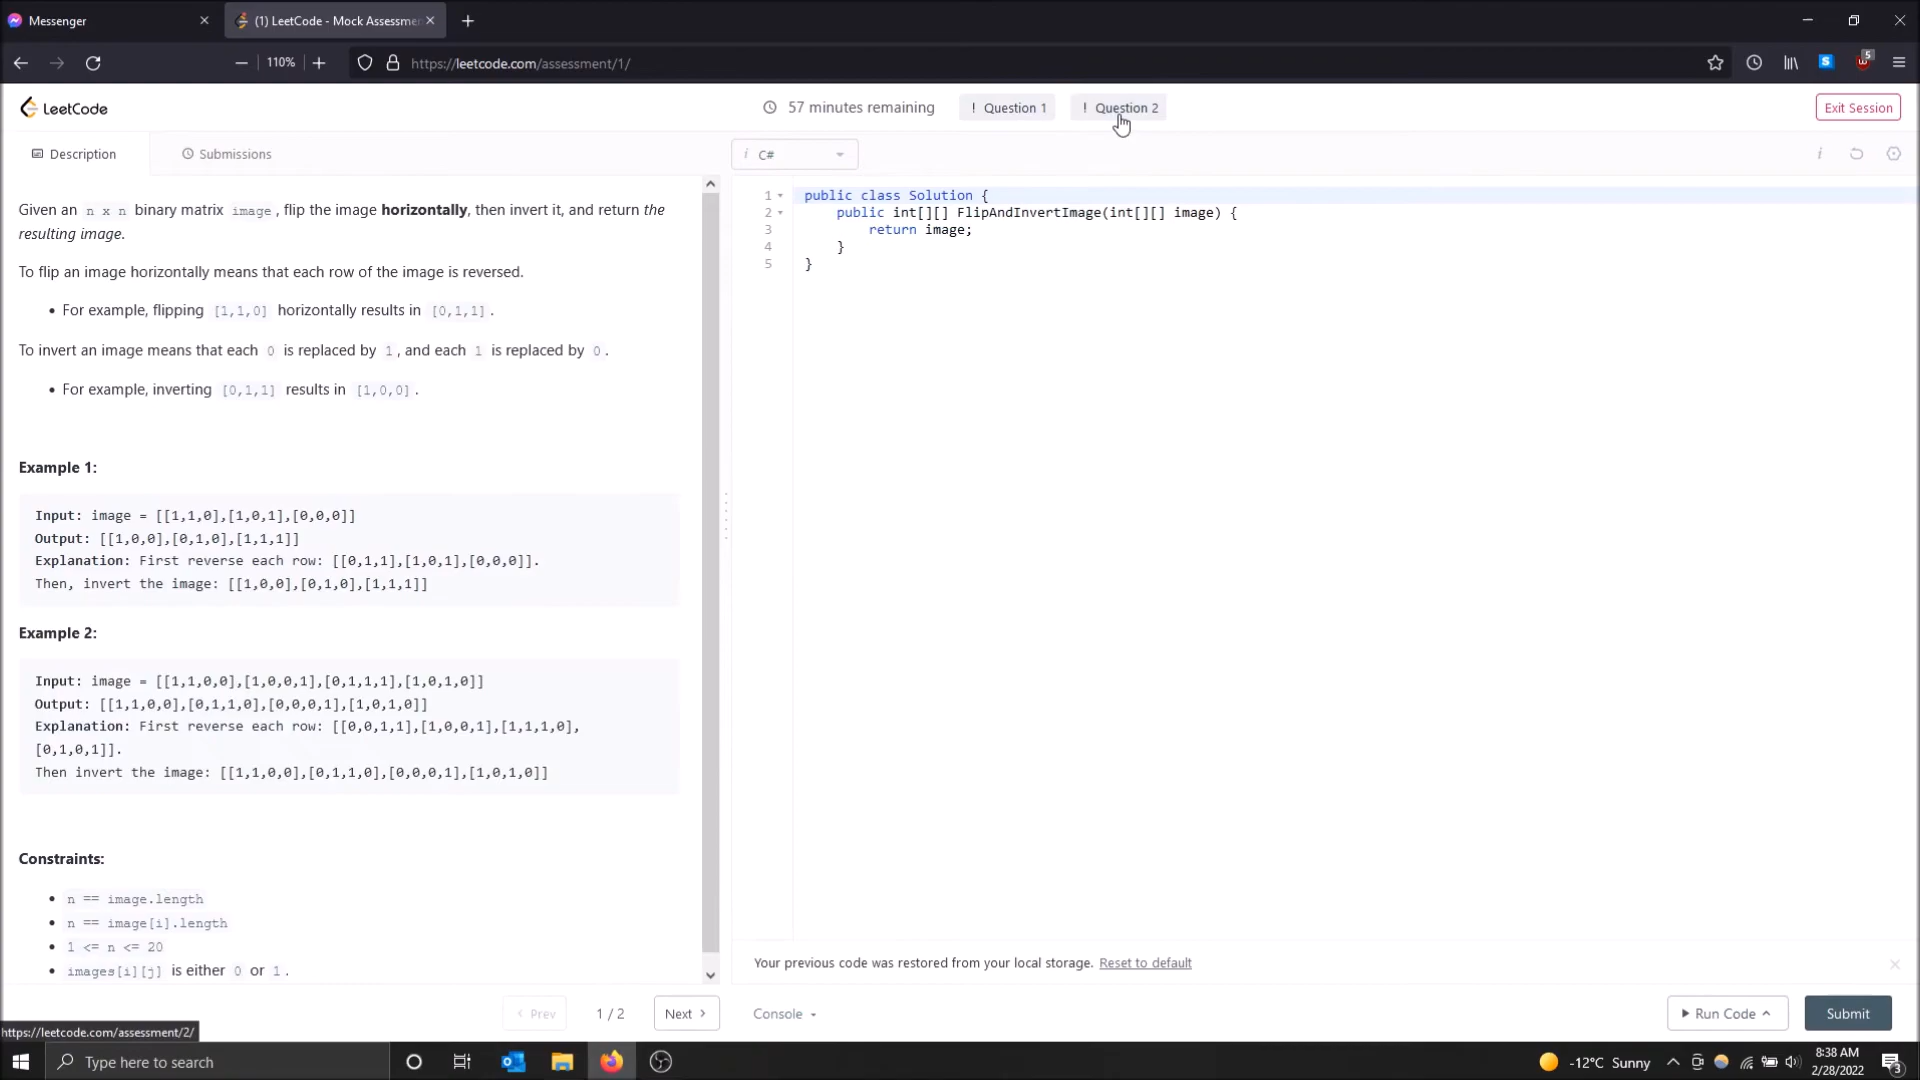 Messenger
(1) LeetCode - Mock Assessme
110%
https://leetcode.com/assessment/1/
5
LeetCode
57 minutes remaining
! Question 1
! Question 2
Exit Session
Description
Submissions
i C#
i
Given an n x n binary matrix image, flip the image horizontally, then invert it, and return the
resulting image.
To flip an image horizontally means that each row of the image is reversed.
• For example, flipping [1,1,0] horizontally results in [0,1,1].
To invert an image means that each 0 is replaced by 1, and each 1 is replaced by 0.
• For example, inverting [0,1,1] results in [1,0,0].
Example 1:
Input: image = [[1,1,0],[1,0,1],[0,0,0]]
Output: [[1,0,0],[0,1,0],[1,1,1]]
Explanation: First reverse each row: [[0,1,1],[1,0,1],[0,0,0]].
Then, invert the image: [[1,0,0],[0,1,0],[1,1,1]]
Example 2:
Input: image = [[1,1,0,0],[1,0,0,1],[0,1,1,1],[1,0,1,0]]
Output: [[1,1,0,0],[0,1,1,0],[0,0,0,1],[1,0,1,0]]
Explanation: First reverse each row: [[0,0,1,1],[1,0,0,1],[1,1,1,0],
[0,1,0,1]].
Then invert the image: [[1,1,0,0],[0,1,1,0],[0,0,0,1],[1,0,1,0]]
Constraints:
• n == image.length
• n == image[i].length
• 1 <= n <= 20
• images[i][j] is either 0 or 1.
1 public class Solution {
2 public int[][] FlipAndInvertImage(int[][] image) {
3 return image;
4 }
5 }
Your previous code was restored from your local storage. Reset to default
< Prev
1 / 2
Next >
Console
Run Code
Submit
https://leetcode.com/assessment/2/
Type here to search
-12°C Sunny
8:38 AM
2/28/2022
3